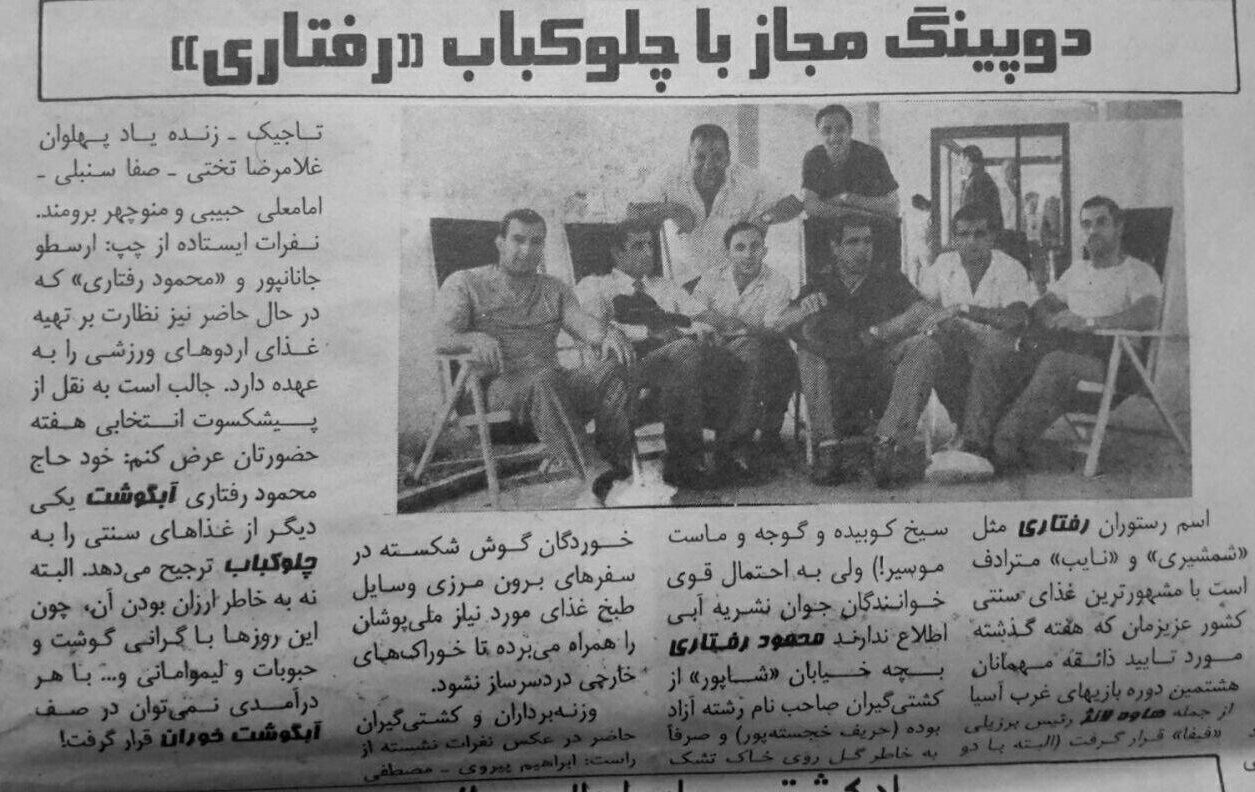 دوپینگ مجاز با چلوکباب «رفتاری»
اسم رستوران رفتاری مثل
«شمشیری» و «نایب» مترادف
است با مشهورترین غذای سنتی
کشور عزیزمان که هفته گذشته
مورد تایید ذائقه مهمانان
هشتمین دوره بازیهای غرب آسیا
از جمله هاوه لانژ رئیس برزیلی
«فیفا» قرار گرفت (البته با دو
سیخ کوبیده و گوجه و ماست
موسیر!) ولی به احتمال قوی
خوانندگان جوان نشریه آبی
اطلاع ندارند محمود رفتاری
بچه خیابان «شاپور» از
کشتی‌گیران صاحب نام رشته آزاد
بوده (حریف خجسته‌پور) و صرفاً
به خاطر گل روی خاک تشک
خوردگان گوش شکسته در
سفرهای برون مرزی وسایل
طبخ غذای مورد نیاز ملی‌پوشان
را همراه می‌برده تا خوراک‌های
خارجی دردسرساز نشود.
وزنه‌برداران و کشتی‌گیران
حاضر در عکس نفرات نشسته از
راست: ابراهیم پیروی ـ مصطفی
تاجیک ـ زنده یاد پهلوان
غلامرضا تختی ـ صفا سنبلی ـ
امامعلی حبیبی و منوچهر برومند.
نفرات ایستاده از چپ: ارسطو
جانانپور و «محمود رفتاری» که
در حال حاضر نیز نظارت بر تهیه
غذای اردوهای ورزشی را به
عهده دارد. جالب است به نقل از
پیشکسوت انتخابی هفته
حضورتان عرض کنم: خود حاج
محمود رفتاری آبگوشت یکی
دیگر از غذاهای سنتی را به
چلوکباب ترجیح می‌دهد. البته
نه به خاطر ارزان بودن آن، چون
این روزها با گرانی گوشت و
حبوبات و لیموامانی و... با هر
درآمدی نمی‌توان در صف
آبگوشت خوران قرار گرفت!